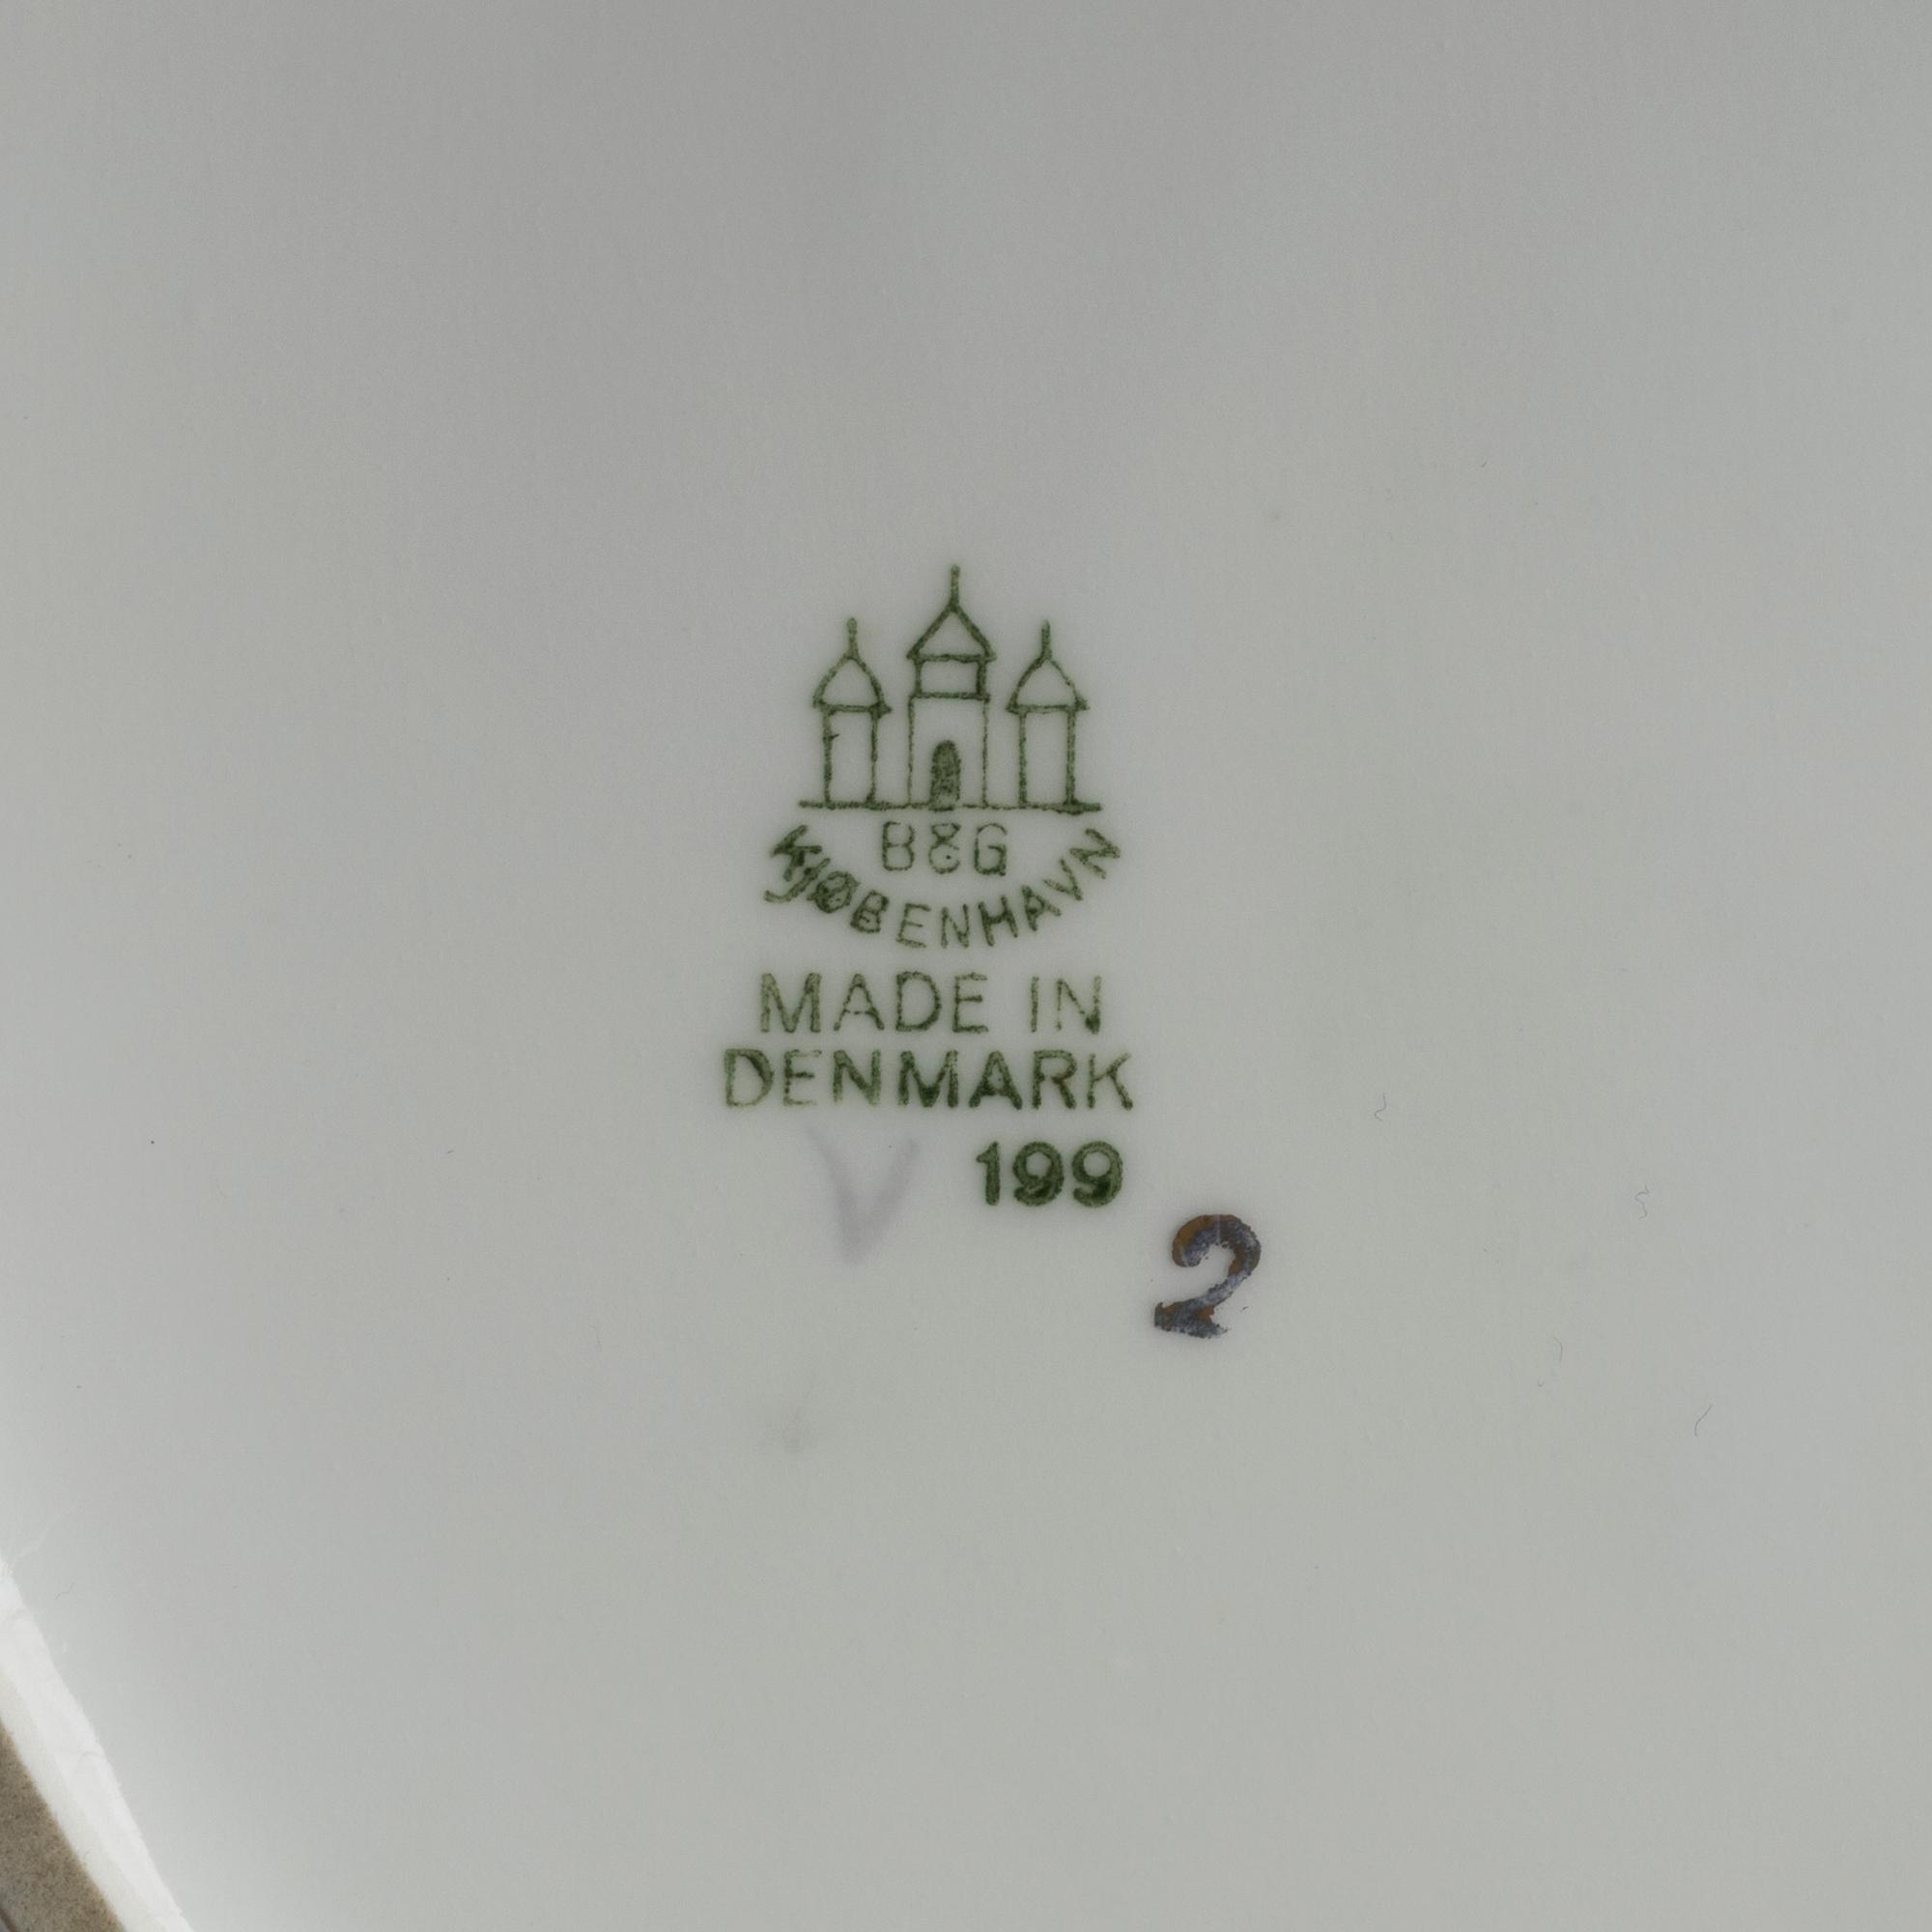 B&G
KJØBENHAVN
MADE IN
DENMARK
V 199
2